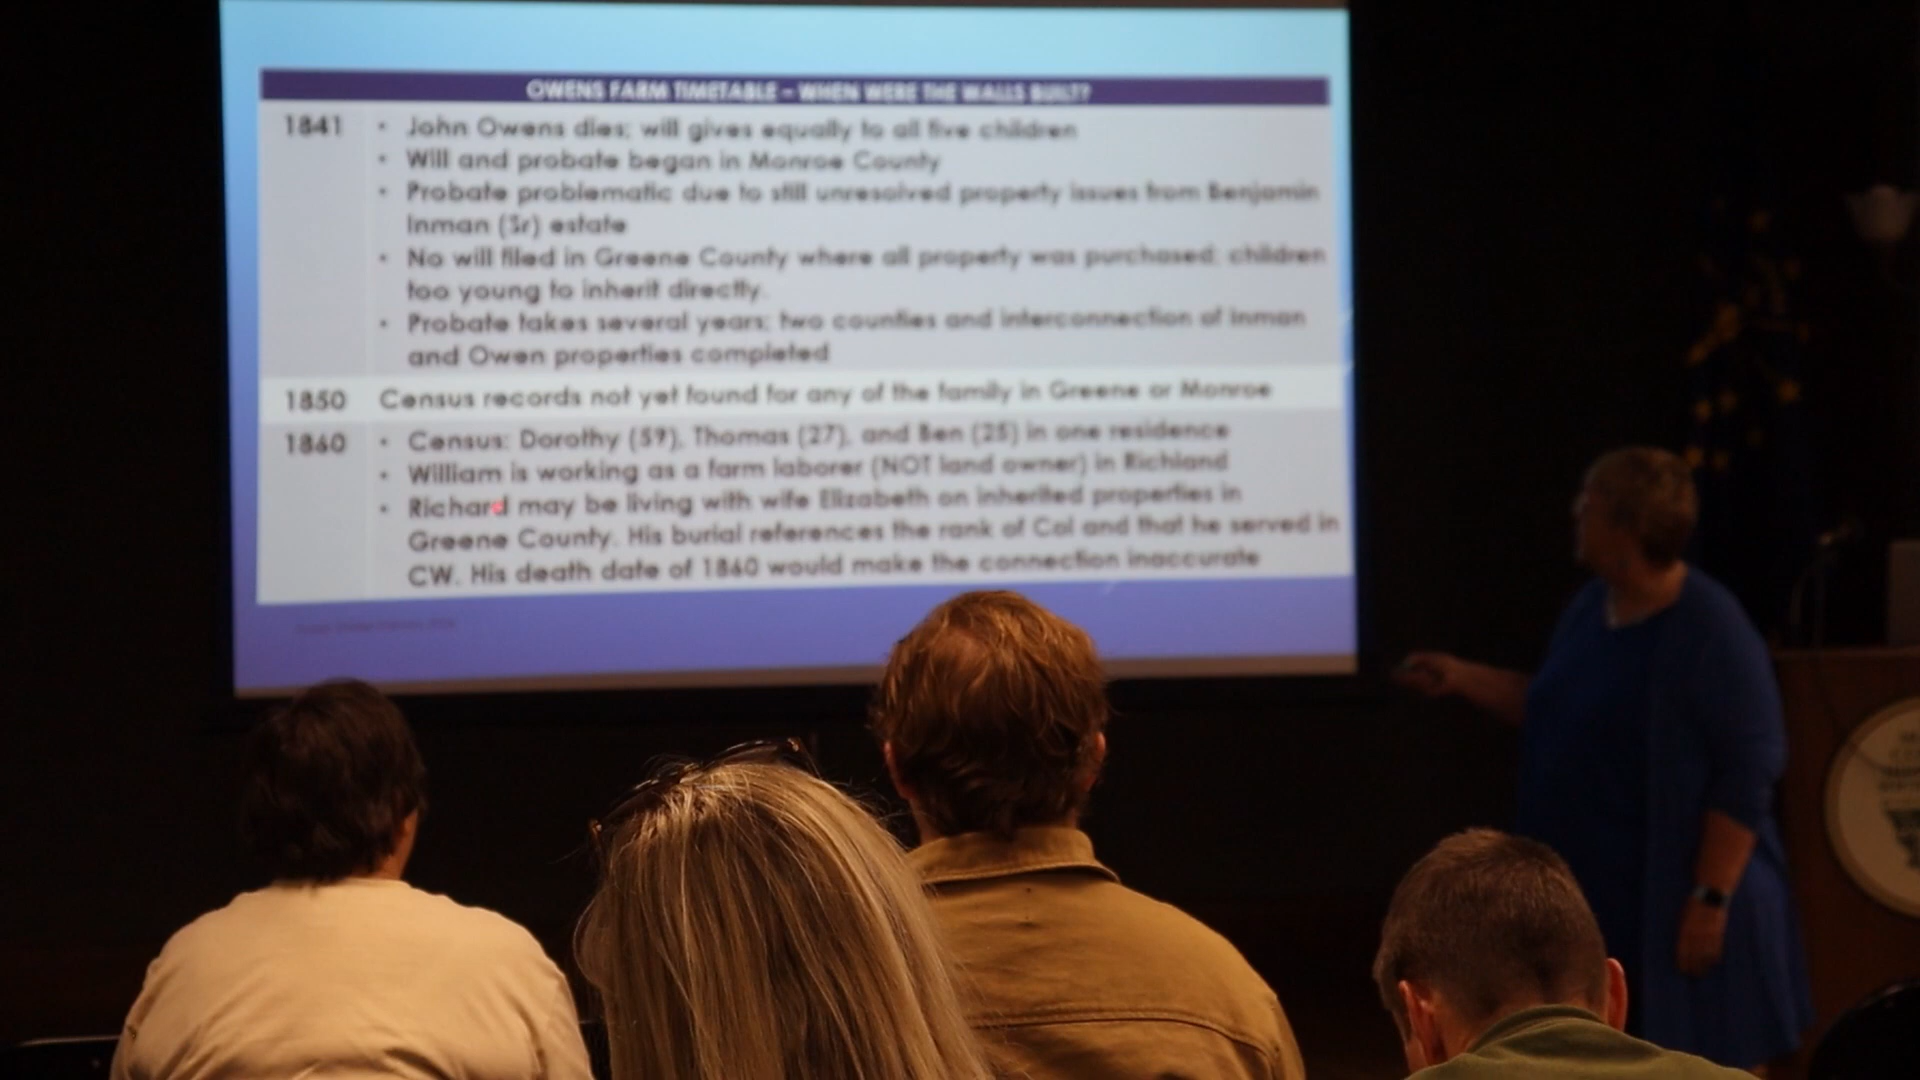 OWENS FARM TIMETABLE – WHEN WERE THE WALLS BUILT?
1841 • John Owens dies; will gives equally to all five children
• Will and probate began in Monroe County
• Probate problematic due to still unresolved property issues from Benjamin
Inman (Sr) estate
• No will filed in Greene County where all property was purchased; children
too young to inherit directly.
• Probate takes several years; two counties and interconnection of Inman
and Owen properties completed
1850 Census records not yet found for any of the family in Greene or Monroe
1860 • Census: Dorothy (59), Thomas (27), and Ben (25) in one residence
• William is working as a farm laborer (NOT land owner) in Richland
• Richard may be living with wife Elizabeth on inherited properties in
Greene County. His burial references the rank of Col and that he served in
CW. His death date of 1860 would make the connection inaccurate